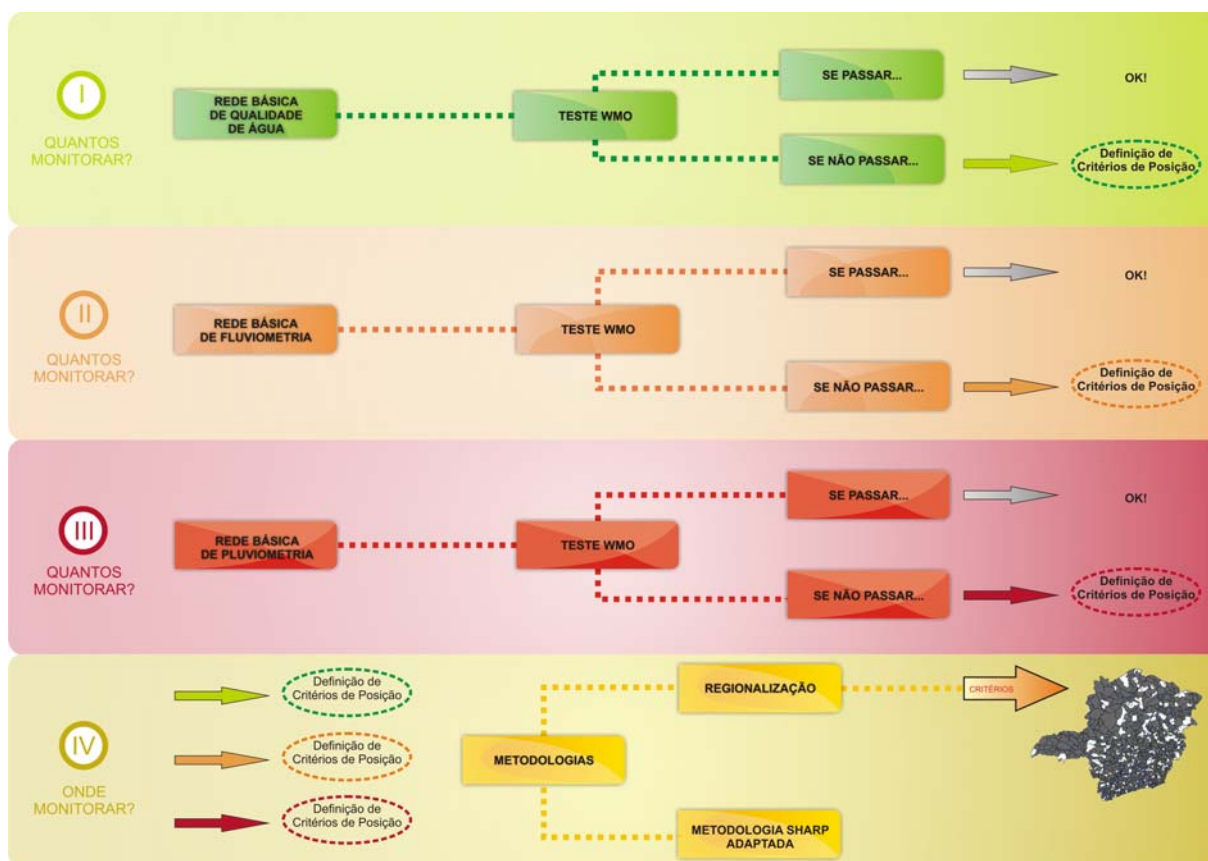 I
QUANTOS
MONITORAR?
REDE BÁSICA
DE QUALIDADE
DE ÁGUA
TESTE WMO
SE PASSAR...
OK!
SE NÃO PASSAR...
Definição de
Critérios de Posição
II
QUANTOS
MONITORAR?
REDE BÁSICA
DE FLUVIOMETRIA
TESTE WMO
SE PASSAR...
OK!
SE NÃO PASSAR...
Definição de
Critérios de Posição
III
QUANTOS
MONITORAR?
REDE BÁSICA
DE PLUVIOMETRIA
TESTE WMO
SE PASSAR...
OK!
SE NÃO PASSAR...
Definição de
Critérios de Posição
IV
ONDE
MONITORAR?
Definição de
Critérios de Posição
Definição de
Critérios de Posição
Definição de
Critérios de Posição
METODOLOGIAS
REGIONALIZAÇÃO
CRITÉRIOS
METODOLOGIA SHARP
ADAPTADA